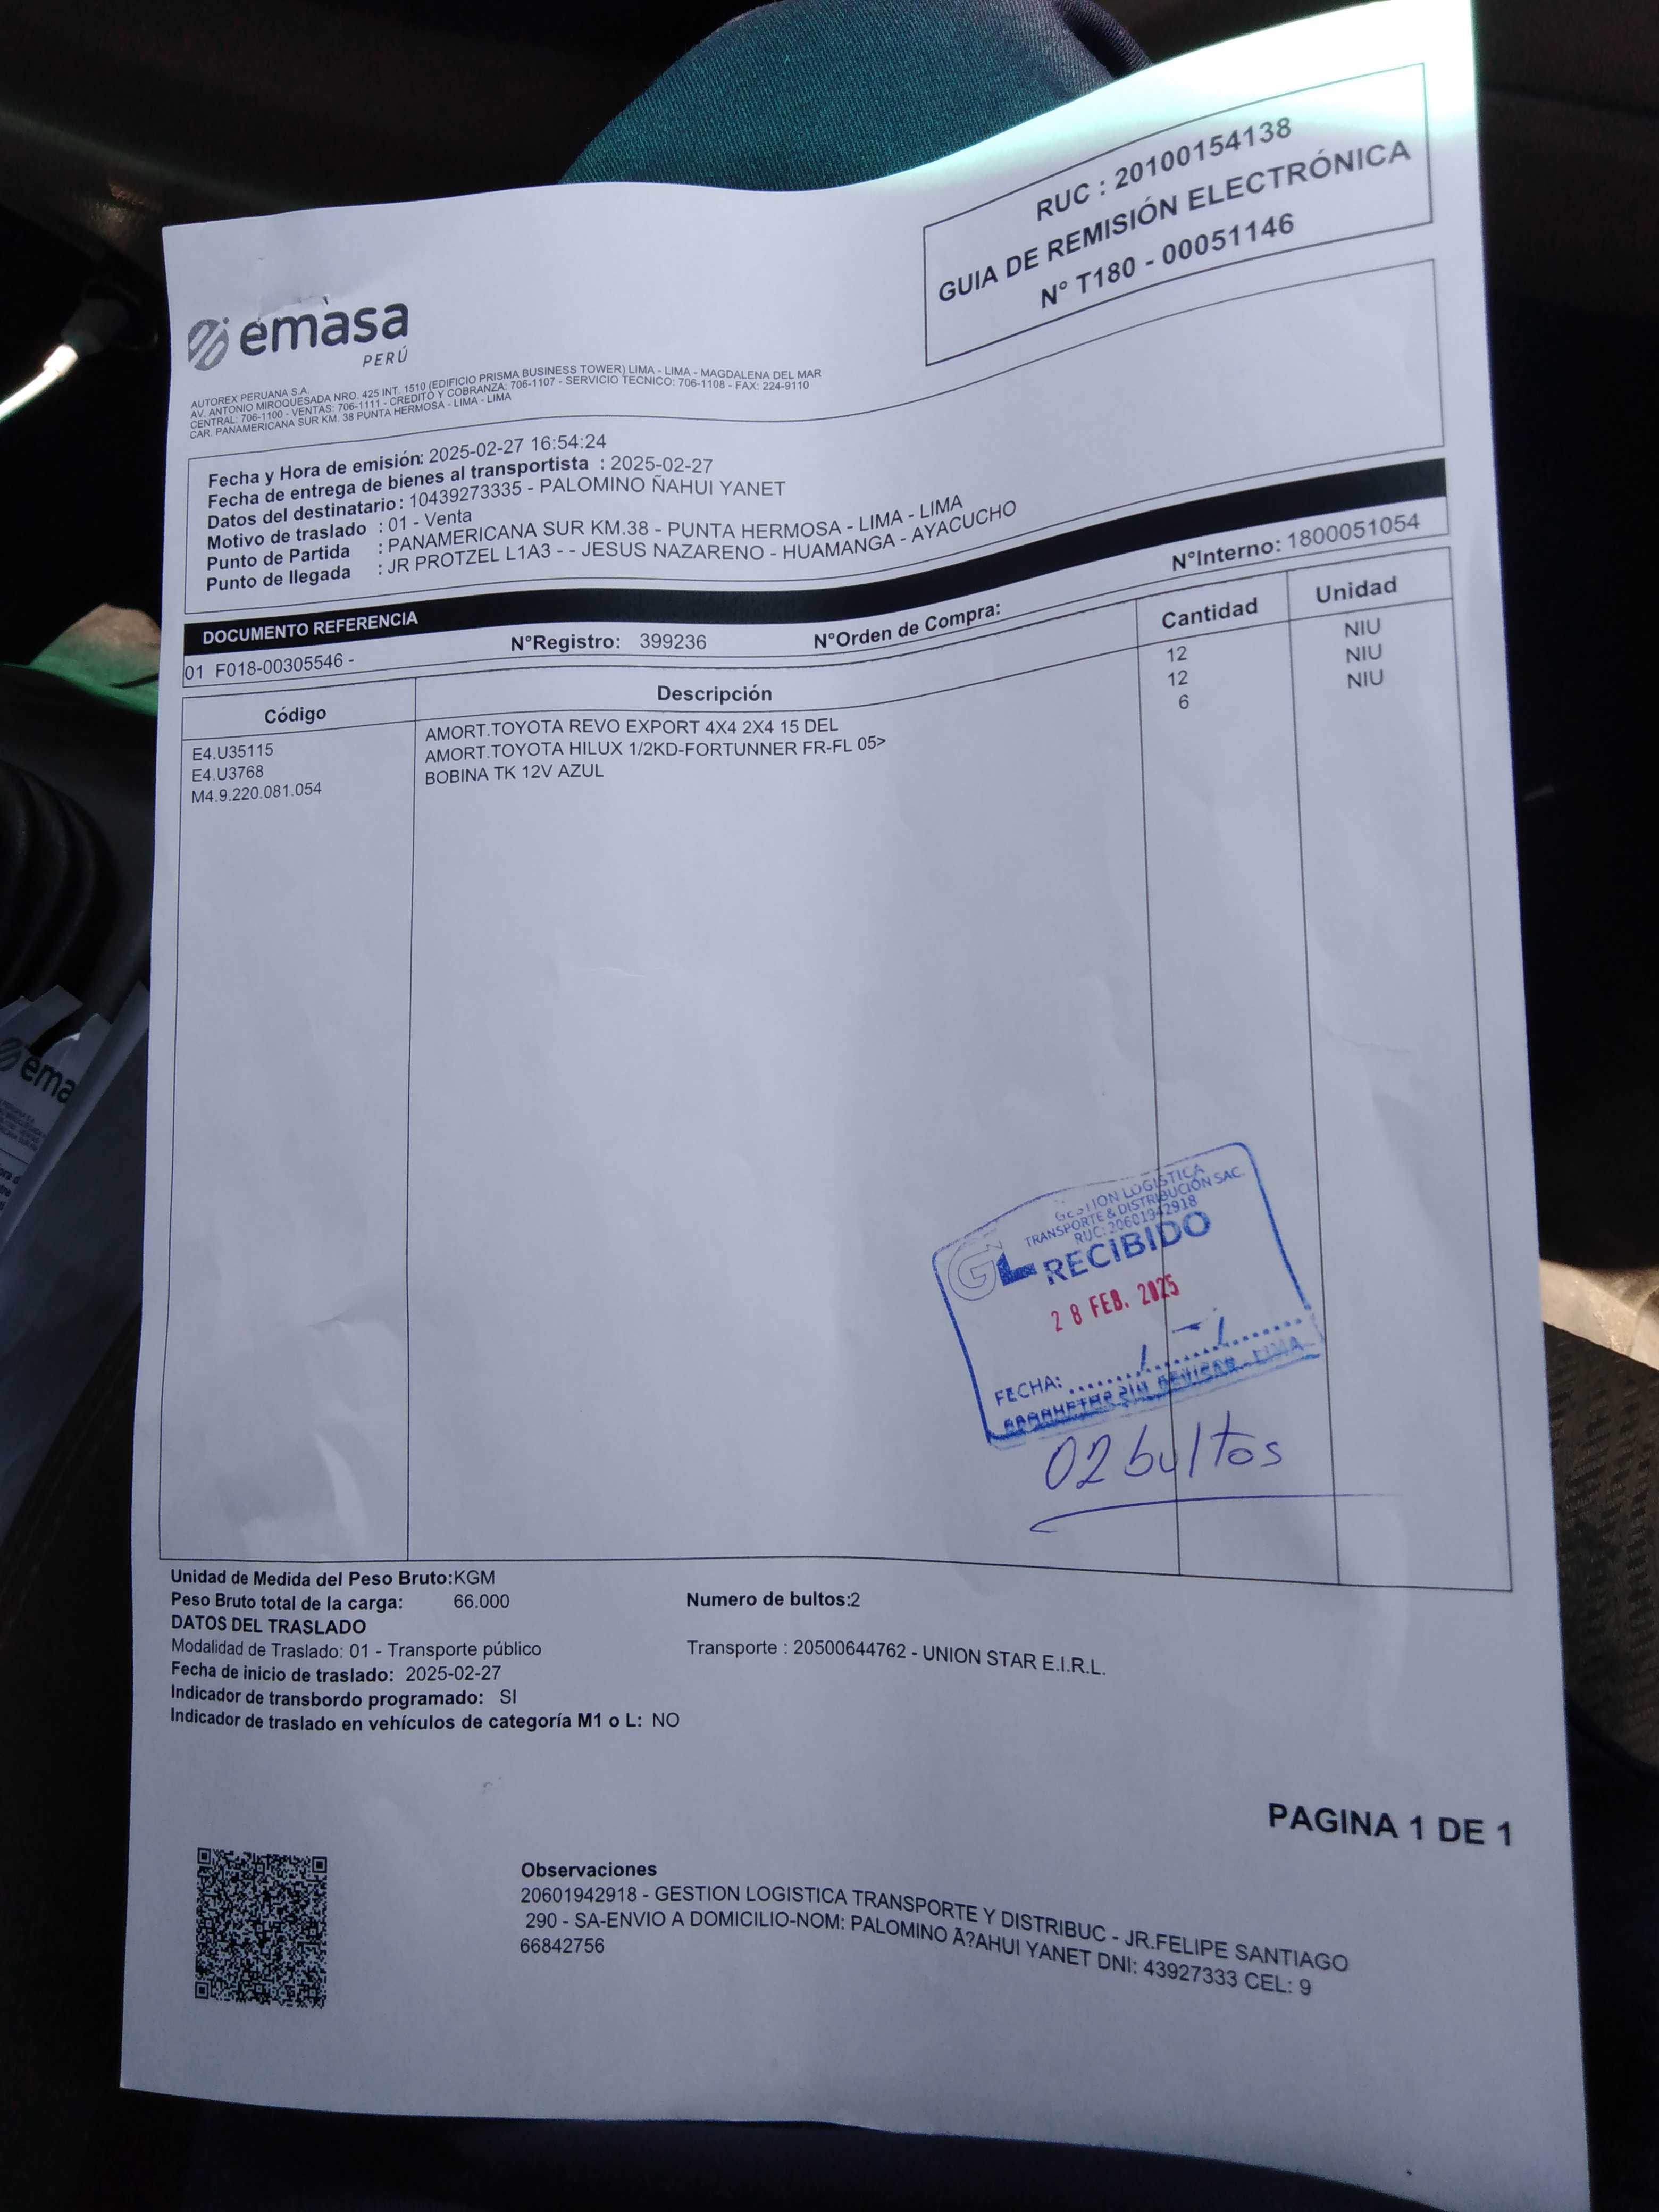 RUC : 20100154138
GUIA DE REMISIÓN ELECTRÓNICA
N° T180 - 00051146
emasa
PERÚ
AUTOREX PERUANA S.A.
AV. ANTONIO MIROQUESADA NRO. 425 INT. 1510 (EDIFICIO PRISMA BUSINESS TOWER) LIMA - LIMA - MAGDALENA DEL MAR
CENTRAL: 706-1100 - VENTAS: 706-1111 - CREDITO Y COBRANZA: 706-1107 - SERVICIO TECNICO: 706-1108 - FAX: 224-9110
CAR. PANAMERICANA SUR KM. 38 PUNTA HERMOSA - LIMA - LIMA
Fecha y Hora de emisión: 2025-02-27 16:54:24
Fecha de entrega de bienes al transportista : 2025-02-27
Datos del destinatario : 10439273335 - PALOMINO ÑAHUI YANET
Motivo de traslado : 01 - Venta
Punto de Partida : PANAMERICANA SUR KM.38 - PUNTA HERMOSA - LIMA - LIMA
Punto de llegada : JR PROTZEL L1A3 - - JESUS NAZARENO - HUAMANGA - AYACUCHO
DOCUMENTO REFERENCIA
01 F018-00305546 - N°Registro: 399236 N°Orden de Compra: N°Interno: 1800051054
Código Descripción Cantidad Unidad
E4.U35115 AMORT.TOYOTA REVO EXPORT 4X4 2X4 15 DEL 12 NIU
E4.U3768 AMORT.TOYOTA HILUX 1/2KD-FORTUNNER FR-FL 05> 12 NIU
M4.9.220.081.054 BOBINA TK 12V AZUL 6 NIU
GL
GESTION LOGISTICA
TRANSPORTE & DISTRIBUCIÓN SAC.
RUC: 20601942918
RECIBIDO
28 FEB. 2025
FECHA: ......./......./.......
SIN REVISAR - LIMA
02 bultos
Unidad de Medida del Peso Bruto:KGM
Peso Bruto total de la carga: 66.000 Numero de bultos:2
DATOS DEL TRASLADO
Modalidad de Traslado: 01 - Transporte público Transporte : 20500644762 - UNION STAR E.I.R.L.
Fecha de inicio de traslado: 2025-02-27
Indicador de transbordo programado: SI
Indicador de traslado en vehículos de categoría M1 o L: NO
PAGINA 1 DE 1
Observaciones
20601942918 - GESTION LOGISTICA TRANSPORTE Y DISTRIBUC - JR.FELIPE SANTIAGO
290 - SA-ENVIO A DOMICILIO-NOM: PALOMINO Ã?AHUI YANET DNI: 43927333 CEL: 9
66842756
ema